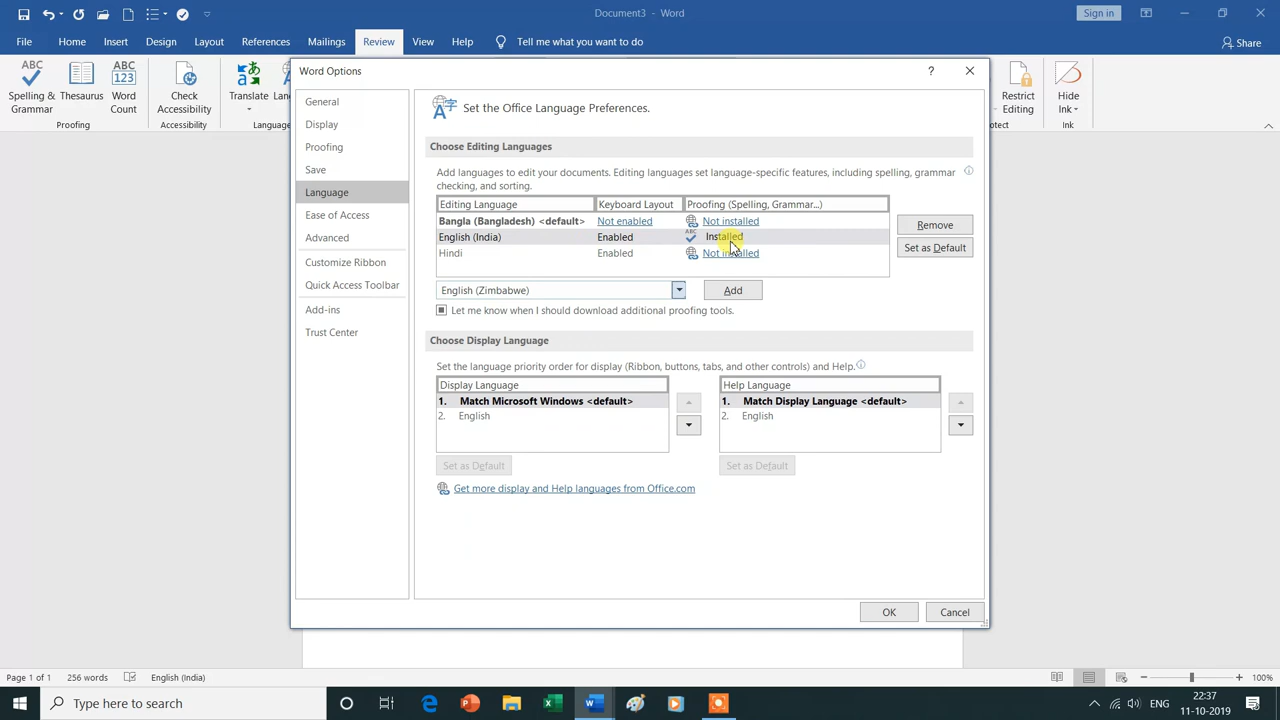 Document3 - Word
Sign in
File Home Insert Design Layout References Mailings Review View Help Tell me what you want to do Share
ABC
Spelling & Grammar
Thesaurus
ABC 123
Word Count
Proofing
Check Accessibility
Accessibility
Translate
Restrict Editing
Hide Ink
Ink
Word Options
?
General
Display
Proofing
Save
Language
Ease of Access
Advanced
Customize Ribbon
Quick Access Toolbar
Add-ins
Trust Center
Set the Office Language Preferences.
Choose Editing Languages
Add languages to edit your documents. Editing languages set language-specific features, including spelling, grammar
checking, and sorting.
Editing Language Keyboard Layout Proofing (Spelling, Grammar...)
Bangla (Bangladesh) <default> Not enabled Not installed
English (India) Enabled Installed
Hindi Enabled Not installed
Remove
Set as Default
English (Zimbabwe) Add
Let me know when I should download additional proofing tools.
Choose Display Language
Set the language priority order for display (Ribbon, buttons, tabs, and other controls) and Help.
Display Language
1. Match Microsoft Windows <default>
2. English
Set as Default
Help Language
1. Match Display Language <default>
2. English
Set as Default
Get more display and Help languages from Office.com
OK Cancel
Page 1 of 1 256 words English (India) 100%
Type here to search
ENG
22:37
11-10-2019